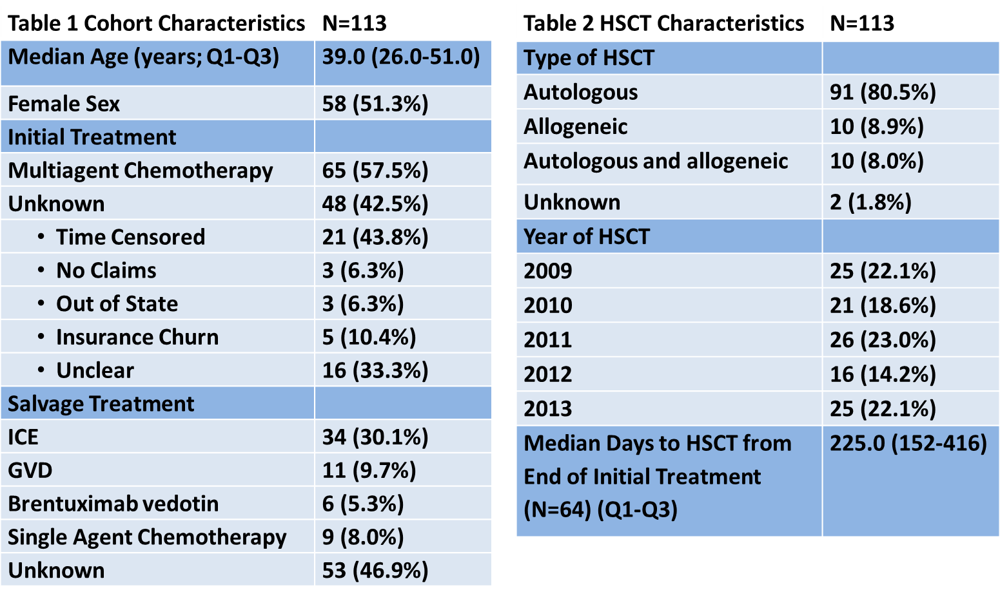 Table 1 Cohort Characteristics N=113
Median Age (years; Q1-Q3) 39.0 (26.0-51.0)
Female Sex 58 (51.3%)
Initial Treatment
Multiagent Chemotherapy 65 (57.5%)
Unknown 48 (42.5%)
• Time Censored 21 (43.8%)
• No Claims 3 (6.3%)
• Out of State 3 (6.3%)
• Insurance Churn 5 (10.4%)
• Unclear 16 (33.3%)
Salvage Treatment
ICE 34 (30.1%)
GVD 11 (9.7%)
Brentuximab vedotin 6 (5.3%)
Single Agent Chemotherapy 9 (8.0%)
Unknown 53 (46.9%)
Table 2 HSCT Characteristics N=113
Type of HSCT
Autologous 91 (80.5%)
Allogeneic 10 (8.9%)
Autologous and allogeneic 10 (8.0%)
Unknown 2 (1.8%)
Year of HSCT
2009 25 (22.1%)
2010 21 (18.6%)
2011 26 (23.0%)
2012 16 (14.2%)
2013 25 (22.1%)
Median Days to HSCT from 225.0 (152-416)
End of Initial Treatment
(N=64) (Q1-Q3)